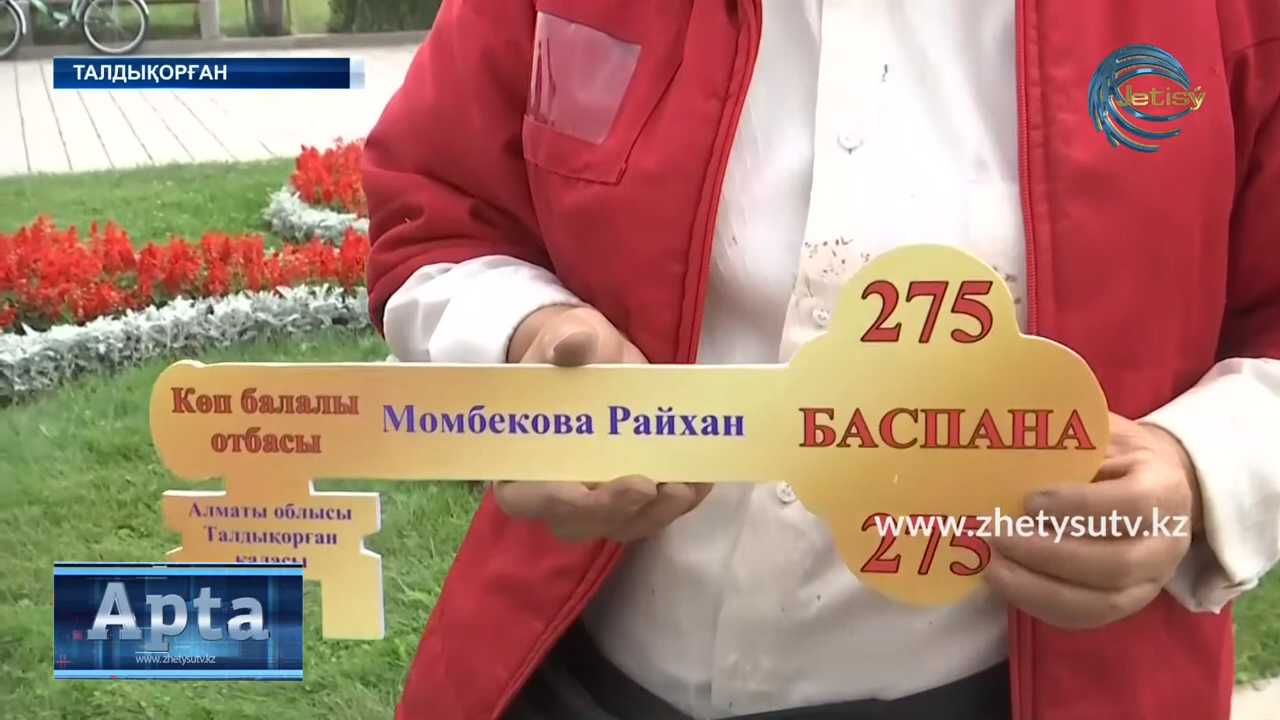 ТАЛДЫҚОРҒАН
Jetisý
275
Көп балалы
отбасы
Момбекова Райхан
БАСПАНА
Алматы облысы
Талдықорған
қаласы
275
www.zhetysutv.kz
Apta
www.zhetysutv.kz